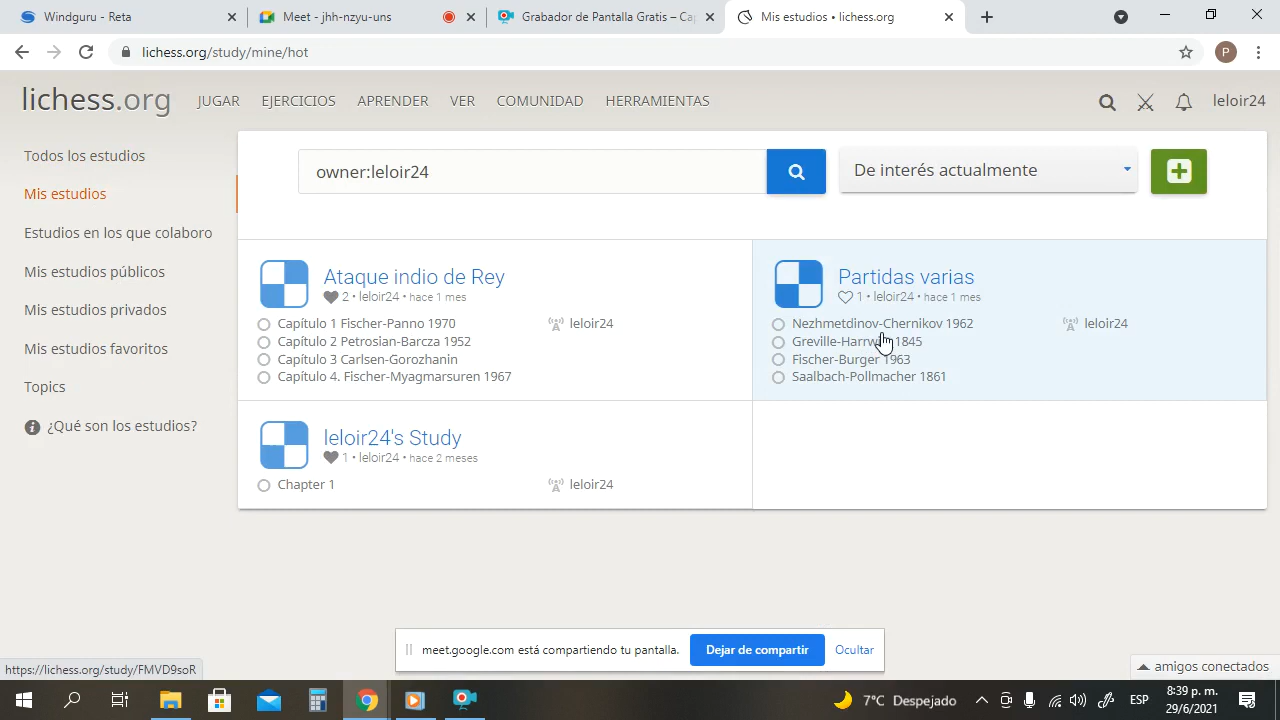 Windguru - Reta
Meet - jhh-nzyu-uns
Grabador de Pantalla Gratis – Ca
Mis estudios • lichess.org
lichess.org/study/mine/hot
P
lichess.org
JUGAR
EJERCICIOS
APRENDER
VER
COMUNIDAD
HERRAMIENTAS
leloir24
Todos los estudios
Mis estudios
Estudios en los que colaboro
Mis estudios públicos
Mis estudios privados
Mis estudios favoritos
Topics
¿Qué son los estudios?
owner:leloir24
De interés actualmente
Ataque indio de Rey
2 • leloir24 • hace 1 mes
Capítulo 1 Fischer-Panno 1970
Capítulo 2 Petrosian-Barcza 1952
Capítulo 3 Carlsen-Gorozhanin
Capítulo 4. Fischer-Myagmarsuren 1967
leloir24
Partidas varias
1 • leloir24 • hace 1 mes
Nezhmetdinov-Chernikov 1962
Greville-Harrw 1845
Fischer-Burger 1963
Saalbach-Pollmacher 1861
leloir24
leloir24's Study
1 • leloir24 • hace 2 meses
Chapter 1
leloir24
meet.google.com está compartiendo tu pantalla.
Dejar de compartir
Ocultar
https://lichess.org/study/FMVD9soR
amigos conectados
7°C Despejado
ESP
8:39 p. m.
29/6/2021